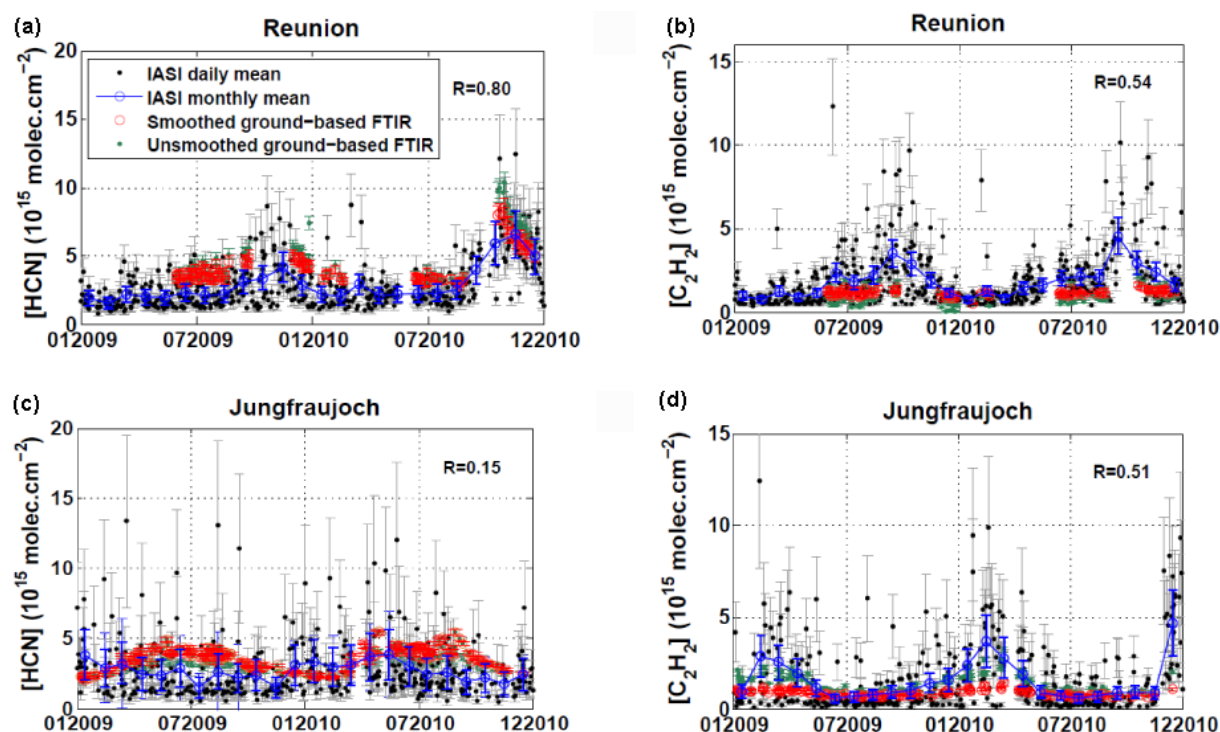 (a)
Reunion
[HCN] (10¹⁵ molec.cm⁻²)
20
15
10
5
0
IASI daily mean
IASI monthly mean
Smoothed ground-based FTIR
Unsmoothed ground-based FTIR
R=0.80
012009 072009 012010 072010 122010
(b)
Reunion
[C₂H₂] (10¹⁵ molec.cm⁻²)
15
10
5
0
R=0.54
012009 072009 012010 072010 122010
(c)
Jungfraujoch
[HCN] (10¹⁵ molec.cm⁻²)
20
15
10
5
0
R=0.15
012009 072009 012010 072010 122010
(d)
Jungfraujoch
[C₂H₂] (10¹⁵ molec.cm⁻²)
15
10
5
0
R=0.51
012009 072009 012010 072010 122010